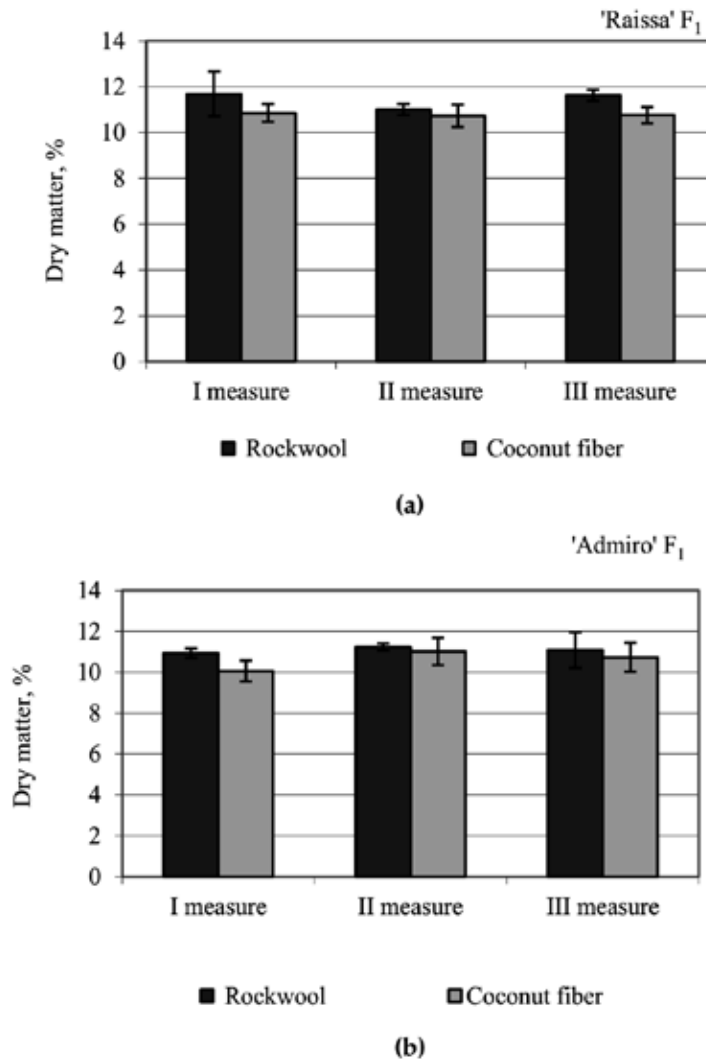 'Raissa' F₁
14
12
10
8
6
4
2
0
Dry matter, %
I measure II measure III measure
Rockwool Coconut fiber
(a)
'Admiro' F₁
14
12
10
8
6
4
2
0
Dry matter, %
I measure II measure III measure
Rockwool Coconut fiber
(b)